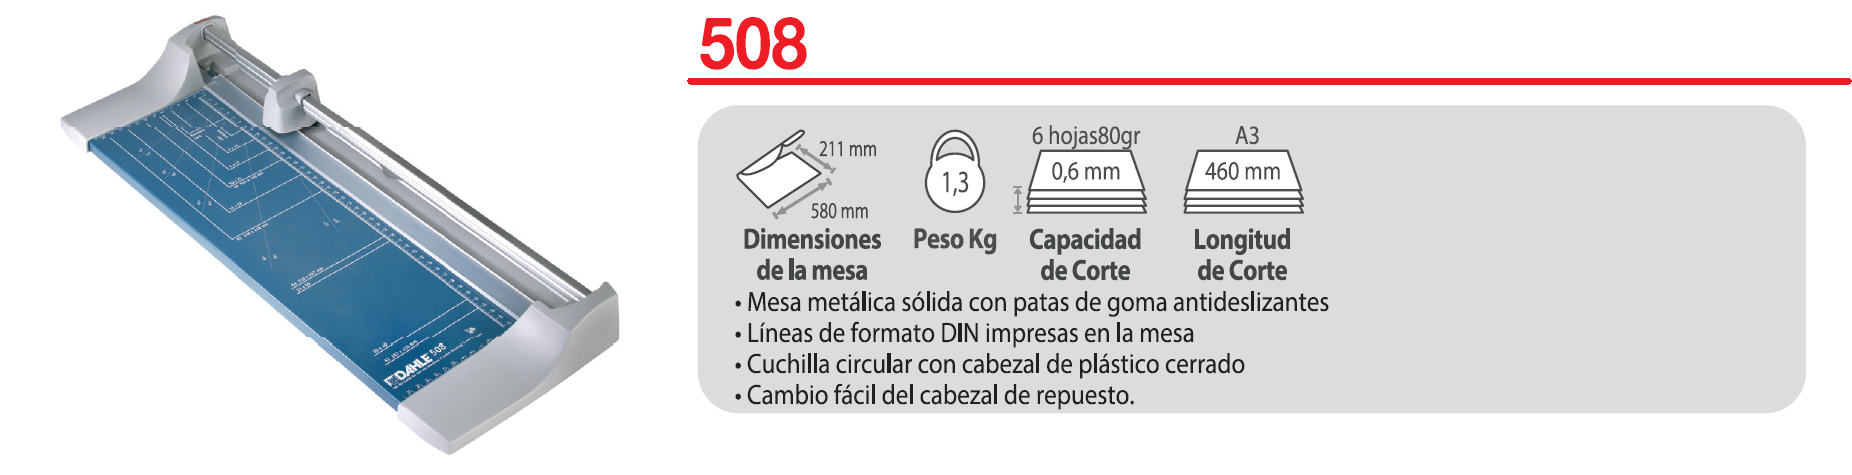 508
211 mm
580 mm
Dimensiones
de la mesa
1,3
Peso Kg
6 hojas80gr
0,6 mm
Capacidad
de Corte
A3
460 mm
Longitud
de Corte
• Mesa metálica sólida con patas de goma antideslizantes
• Líneas de formato DIN impresas en la mesa
• Cuchilla circular con cabezal de plástico cerrado
• Cambio fácil del cabezal de repuesto.
DAHLE 508